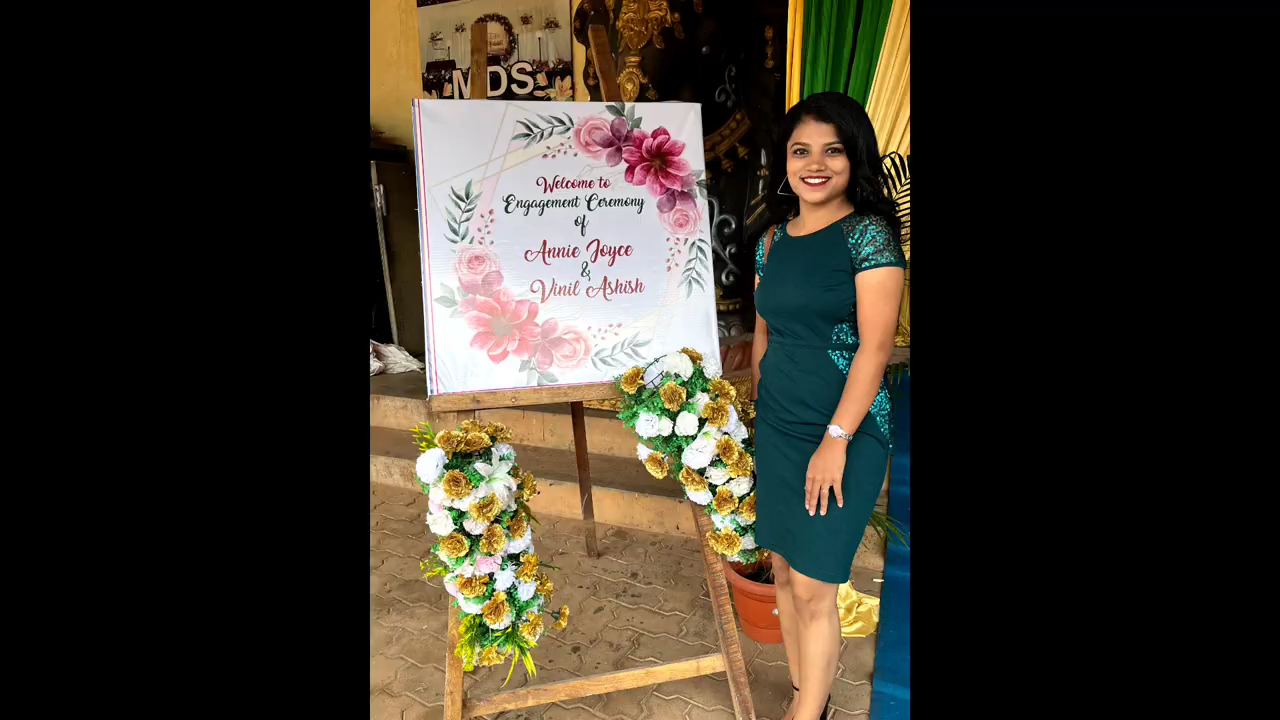 MDS
Welcome to
Engagement Ceremony
of
Annie Joyce
&
Vinil Ashish